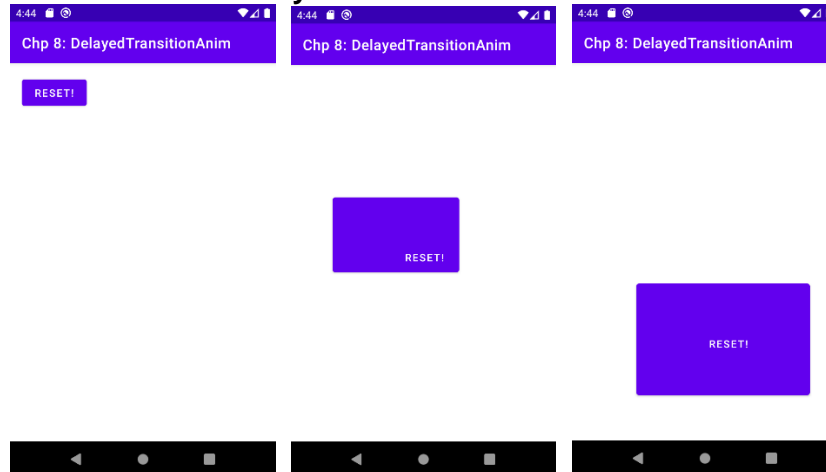 4:44
Chp 8: DelayedTransitionAnim
RESET!
4:44
Chp 8: DelayedTransitionAnim
RESET!
4:44
Chp 8: DelayedTransitionAnim
RESET!